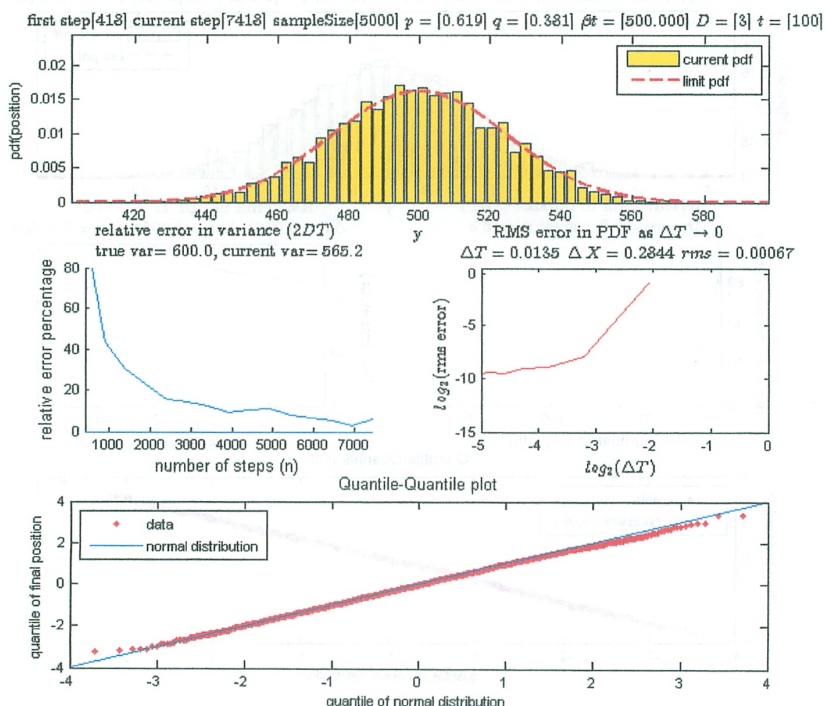 first step[418] current step[7418] sampleSize[5000] p = [0.619] q = [0.381] βt = [500.000] D = [3] t = [100]
0.02
0.015
0.01
0.005
0
pdf(position)
current pdf
limit pdf
420 440 460 480 500 520 540 560 580
y
relative error in variance (2DT)
true var= 600.0, current var= 565.2
80
60
40
20
0
relative error percentage
1000 2000 3000 4000 5000 6000 7000
number of steps (n)
RMS error in PDF as ΔT → 0
ΔT = 0.0135 Δ X = 0.2844 rms = 0.00067
0
-5
-10
-15
log₂(rms error)
-5 -4 -3 -2 -1 0
log₂(ΔT)
Quantile-Quantile plot
4
2
0
-2
-4
quantile of final position
data
normal distribution
-4 -3 -2 -1 0 1 2 3 4
quantile of normal distribution